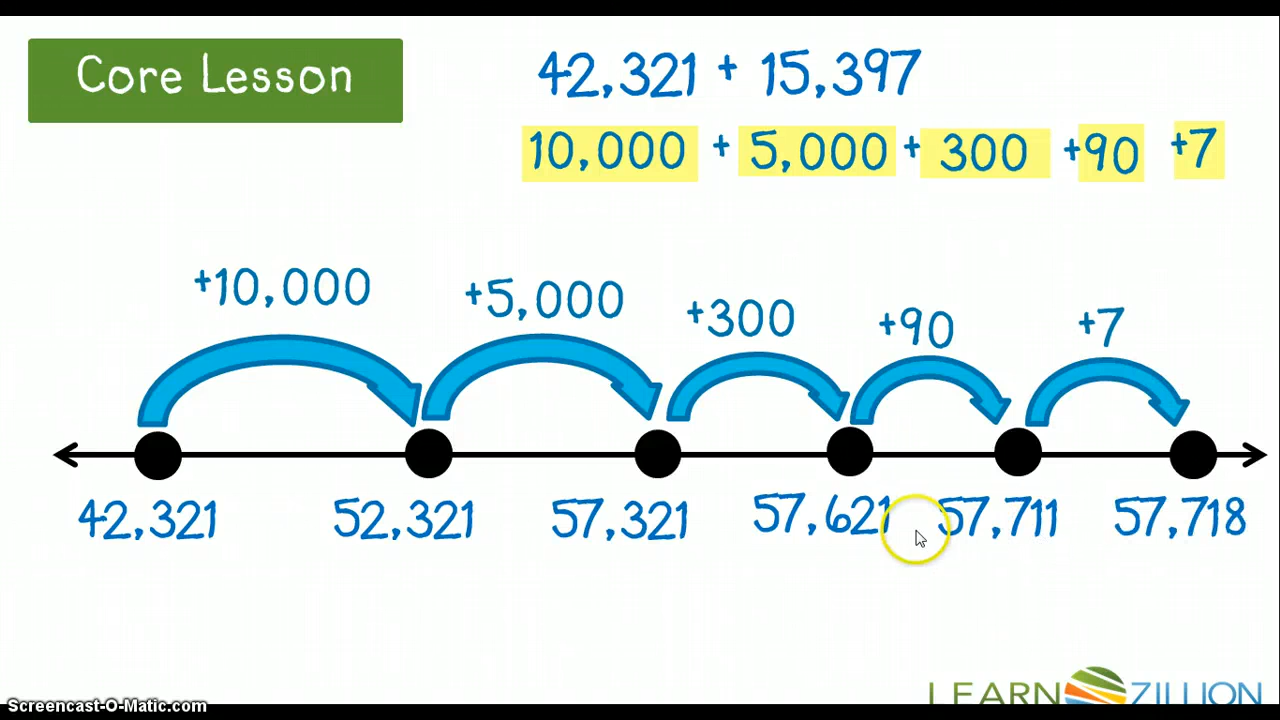 Core Lesson
42,321 + 15,397
10,000 + 5,000 + 300 +90 +7
+10,000 +5,000 +300 +90 +7
42,321 52,321 57,321 57,621 57,711 57,718
LEARNZILLION
Screencast-O-Matic.com